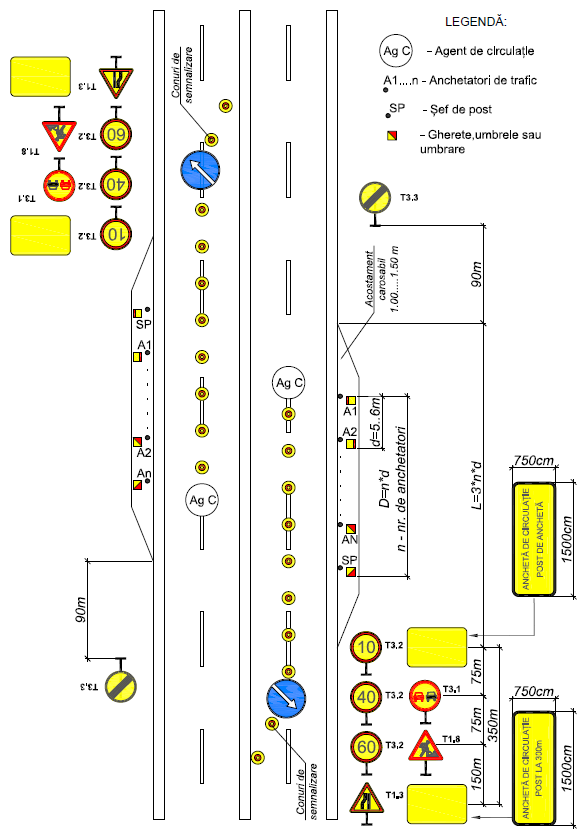 LEGENDĂ:
Ag C
– Agent de circulaţie
A1....n
– Anchetatori de trafic
SP
– Şef de post
– Gherete,umbrele sau
umbrare
Conuri de
semnalizare
T1.3
T3.2
60
T1.8
T3.2
40
T3.1
T3.2
10
T3.3
90m
Acostament
carosabil
1.00.....1.50 m
SP
A1
A2
An
Ag C
Ag C
A1
A2
AN
SP
d=5..6m
D=n*d
n - nr. de anchetatori
L=3*n*d
90m
T3.3
750cm
1500cm
ANCHETĂ DE CIRCULAŢIE
POST DE ANCHETĂ
10
T3.2
40
T3.2
T3.1
60
T3.2
T1.8
T1.3
75m
75m
150m
350m
750cm
1500cm
ANCHETĂ DE CIRCULAŢIE
POST LA 300m
Conuri de
semnalizare